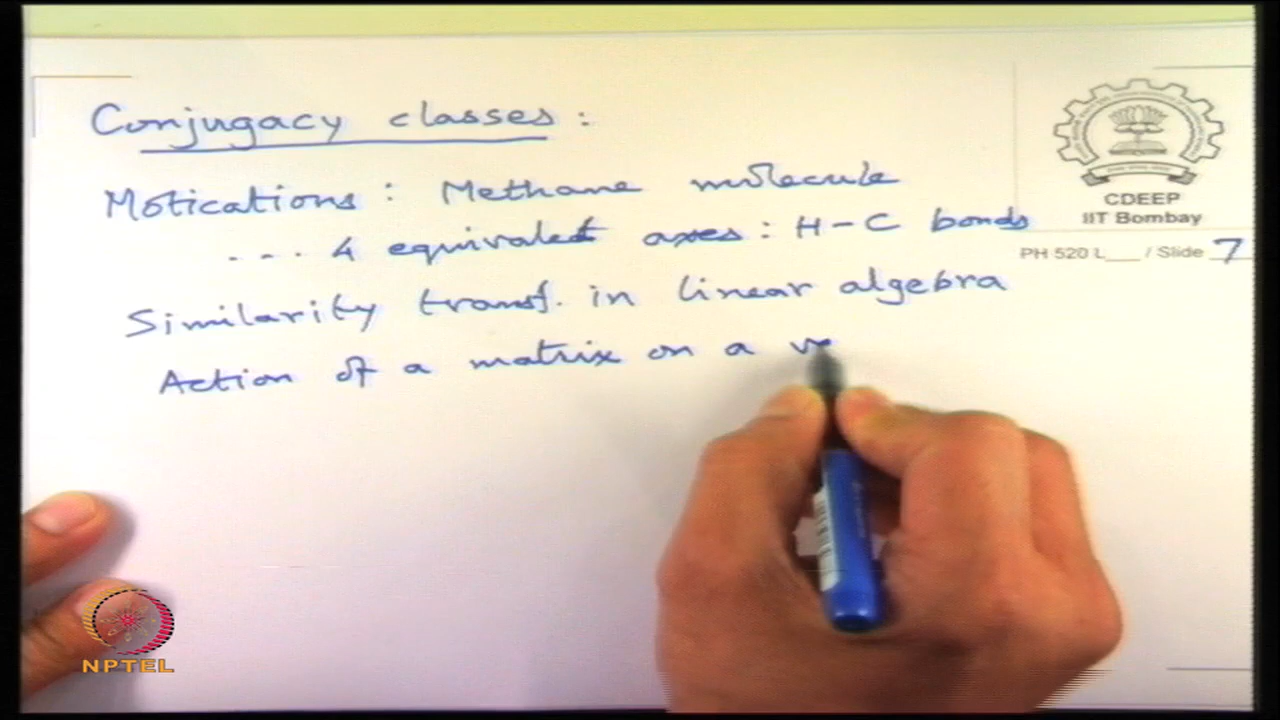 Conjugacy classes :
Motications : Methane molecule
... 4 equivalent axes : H-C bonds
Similarity transf. in linear algebra
Action of a matrix on a
CDEEP
IIT Bombay
PH 520 L___ / Slide 7
NPTEL